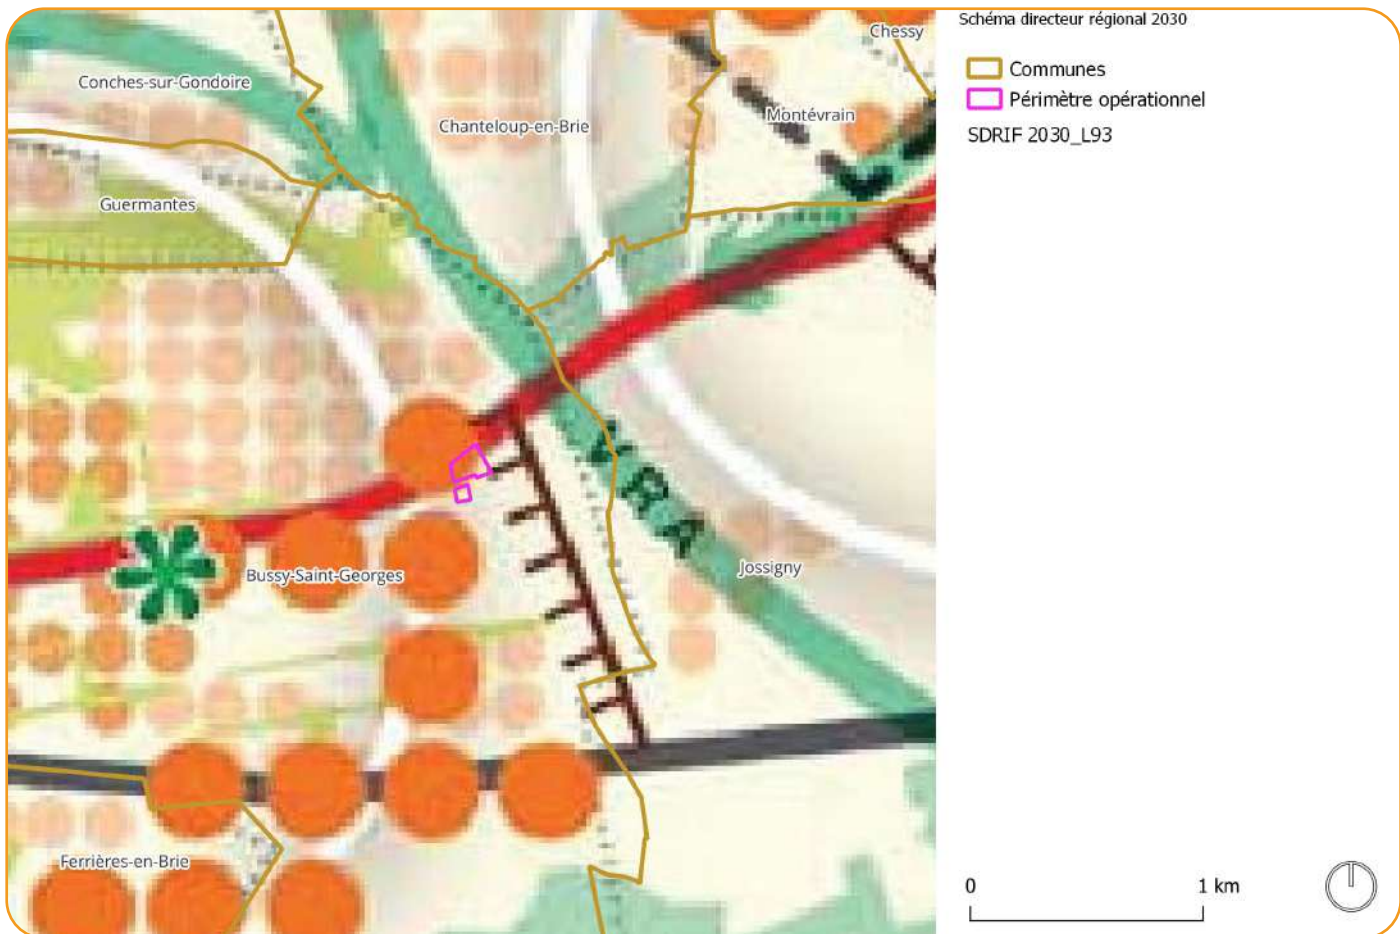 Schéma directeur régional 2030
Chessy
Communes
Conches-sur-Gondoire
Périmètre opérationnel
Montévrain
Chanteloup-en-Brie
SDRIF 2030_L93
Guermantes
V R A
Jossigny
Bussy-Saint-Georges
Ferrières-en-Brie
0 1 km